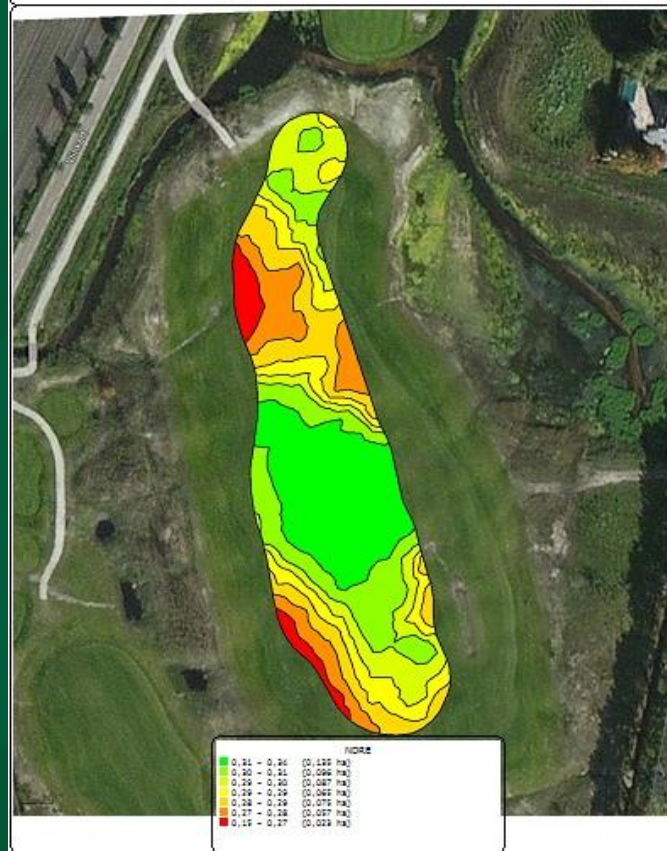 NDRE
0,31 - 0,34 (0,135 ha)
0,30 - 0,31 (0,096 ha)
0,29 - 0,30 (0,087 ha)
0,29 - 0,29 (0,065 ha)
0,28 - 0,29 (0,075 ha)
0,27 - 0,28 (0,057 ha)
0,15 - 0,27 (0,023 ha)